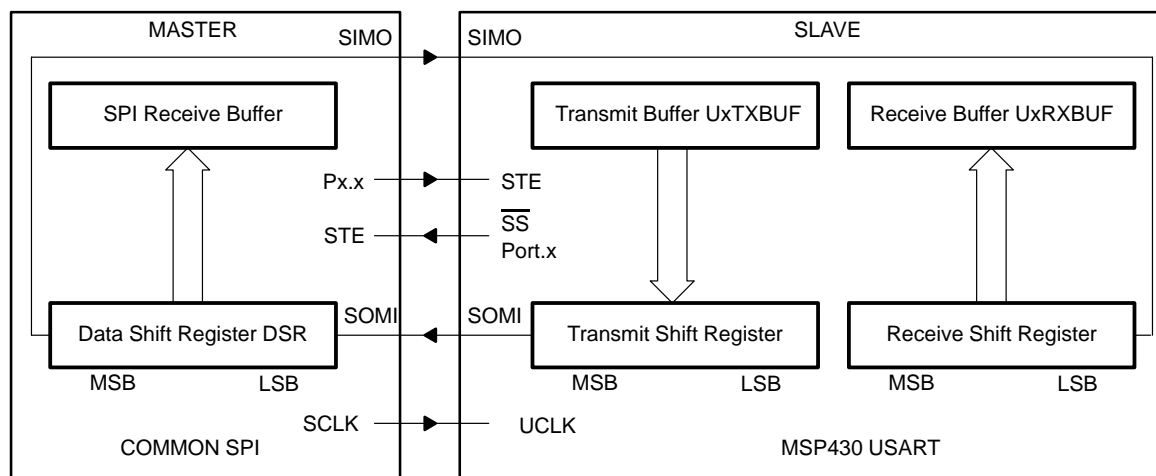 MASTER
SLAVE
SIMO
SIMO
SPI Receive Buffer
Transmit Buffer UxTXBUF
Receive Buffer UxRXBUF
Px.x
STE
STE
SS
Port.x
SOMI
SOMI
Data Shift Register DSR
Transmit Shift Register
Receive Shift Register
MSB
LSB
MSB
LSB
MSB
LSB
SCLK
UCLK
COMMON SPI
MSP430 USART